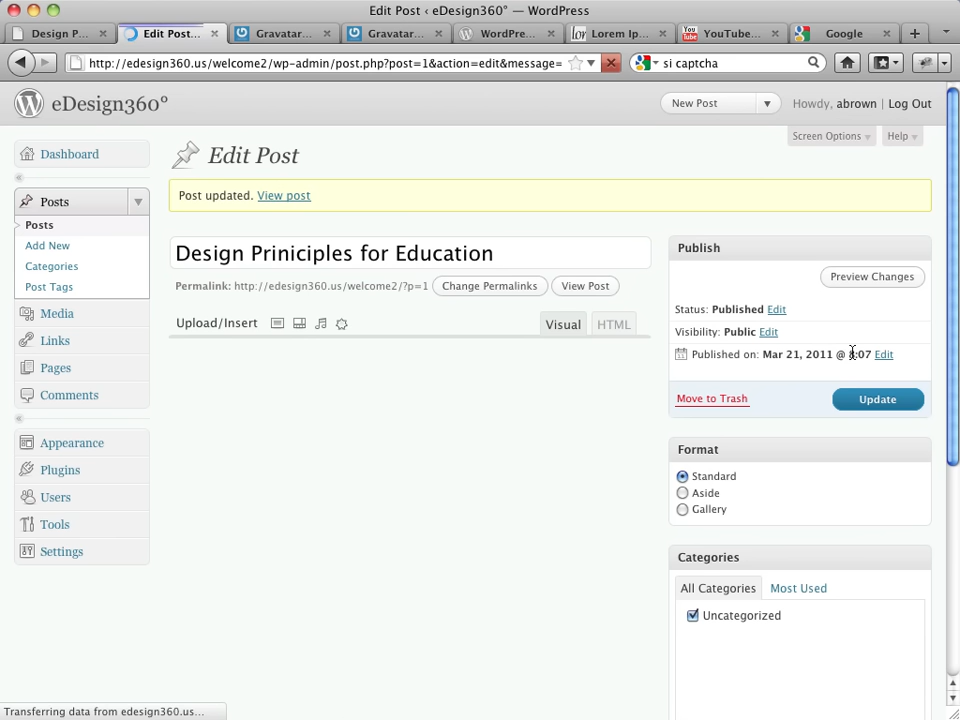 Edit Post ‹ eDesign360° — WordPress
Design P...
Edit Post...
Gravatar...
Gravatar...
WordPre...
Lorem Ip...
YouTube...
Google
http://edesign360.us/welcome2/wp-admin/post.php?post=1&action=edit&message=
si captcha
eDesign360°
New Post
Howdy, abrown | Log Out
Screen Options
Help
Dashboard
Edit Post
Post updated. View post
Posts
Posts
Add New
Categories
Post Tags
Media
Links
Pages
Comments
Appearance
Plugins
Users
Tools
Settings
Design Priniciples for Education
Permalink: http://edesign360.us/welcome2/?p=1
Change Permalinks
View Post
Upload/Insert
Visual
HTML
Publish
Preview Changes
Status: Published Edit
Visibility: Public Edit
Published on: Mar 21, 2011 @ Edit
Move to Trash
Update
Format
Standard
Aside
Gallery
Categories
All Categories
Most Used
Uncategorized
Transferring data from edesign360.us...